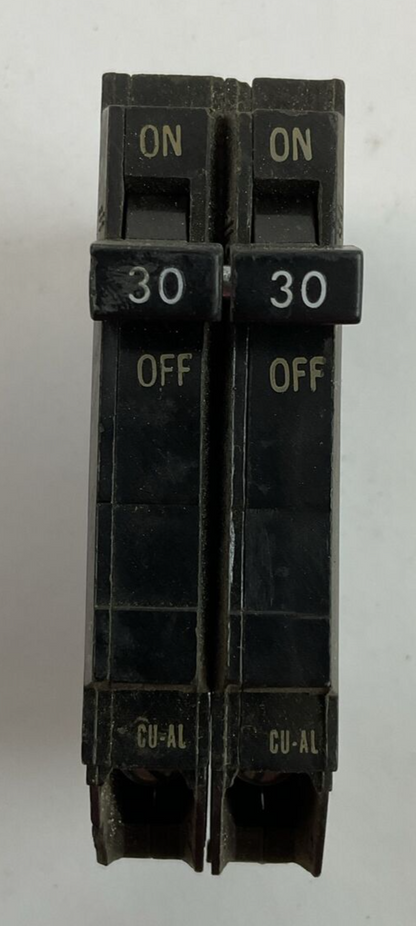 ON ON
30 30
OFF OFF
CU-AL CU-AL